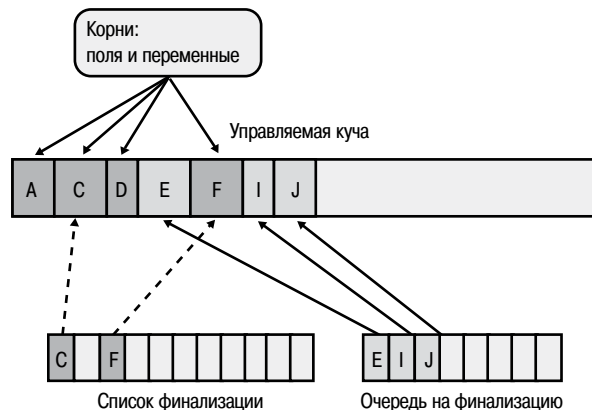 Корни:
поля и переменные
Управляемая куча
A C D E F I J
C F E I J
Список финализации Очередь на финализацию